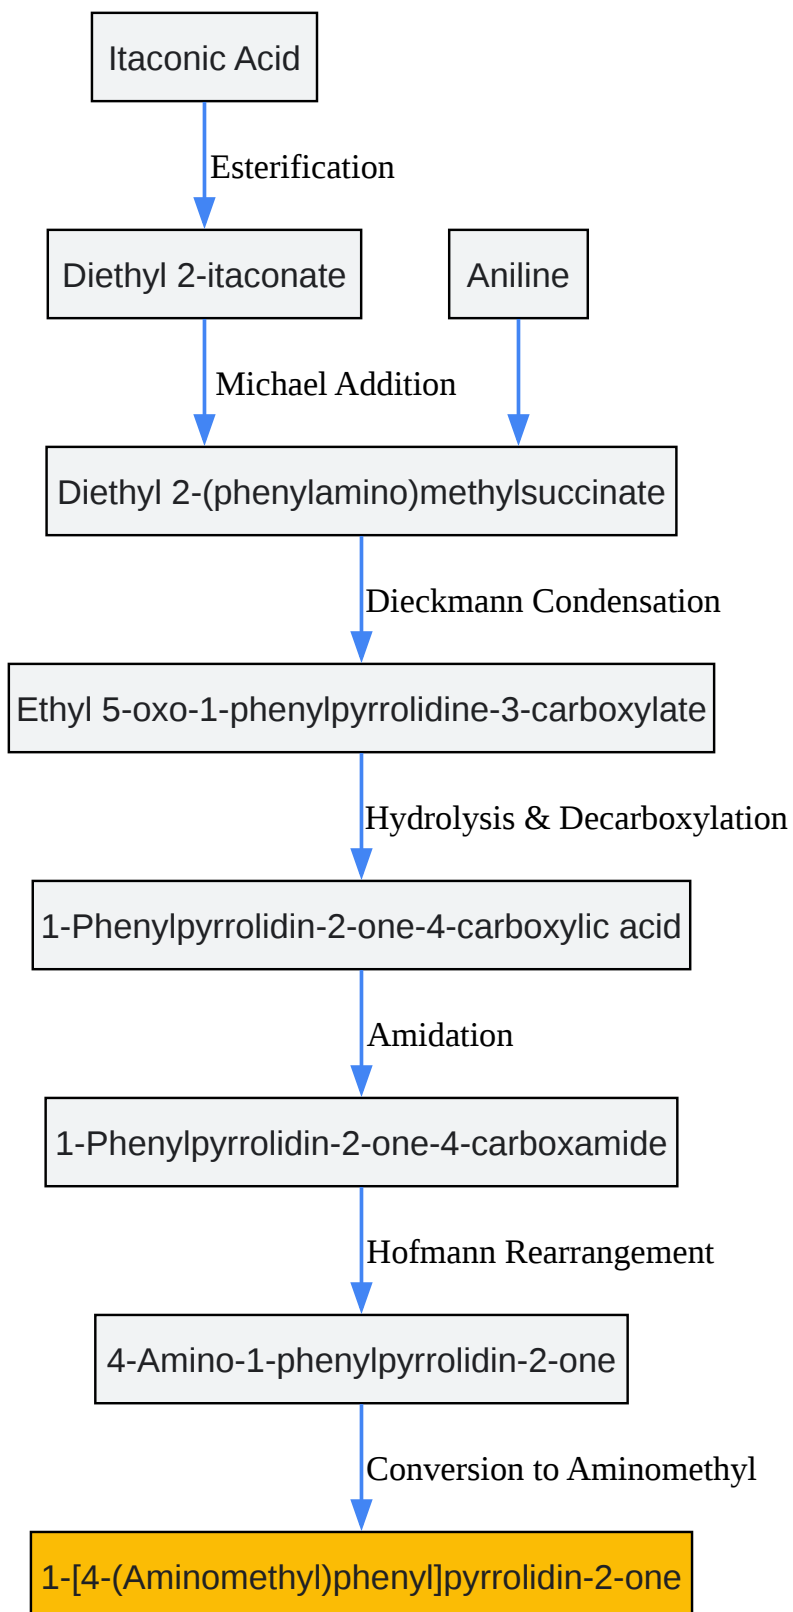 Itaconic Acid
Esterification
Diethyl 2-itaconate
Aniline
Michael Addition
Diethyl 2-(phenylamino)methylsuccinate
Dieckmann Condensation
Ethyl 5-oxo-1-phenylpyrrolidine-3-carboxylate
Hydrolysis & Decarboxylation
1-Phenylpyrrolidin-2-one-4-carboxylic acid
Amidation
1-Phenylpyrrolidin-2-one-4-carboxamide
Hofmann Rearrangement
4-Amino-1-phenylpyrrolidin-2-one
Conversion to Aminomethyl
1-[4-(Aminomethyl)phenyl]pyrrolidin-2-one